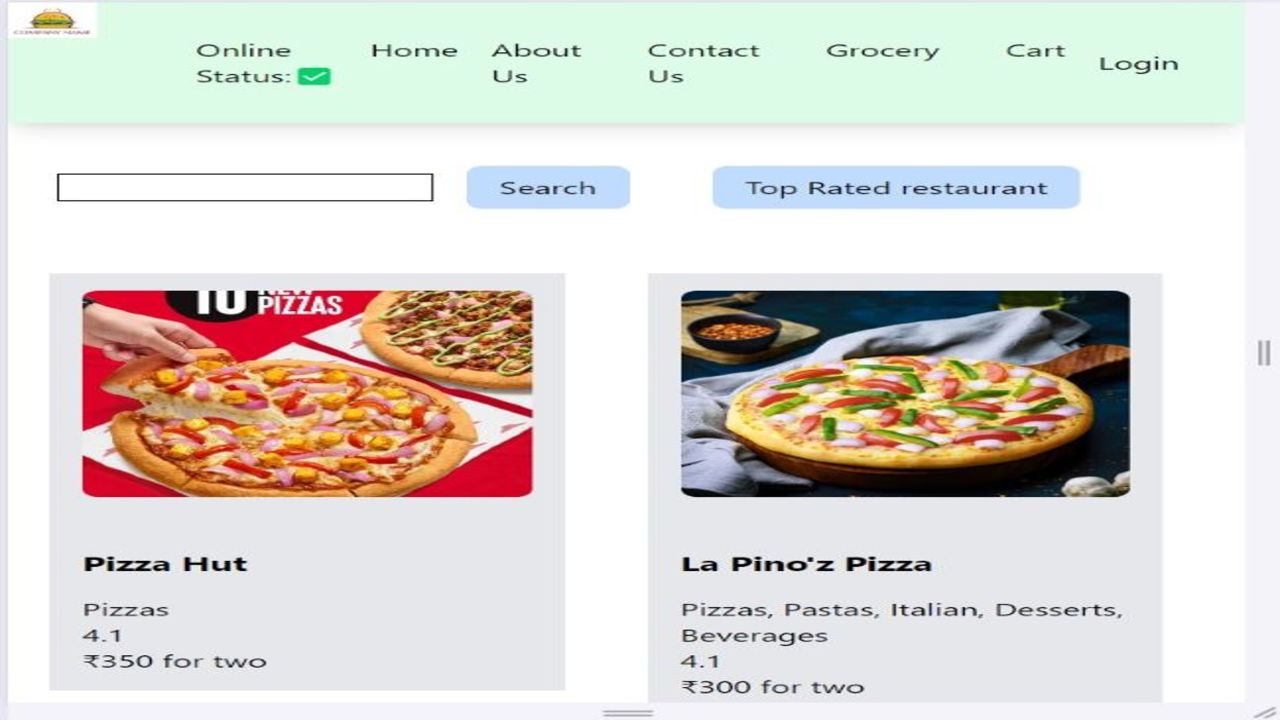 COMPANY NAME
Online Status: ✅ Home About Us Contact Us Grocery Cart Login
Search Top Rated restaurant
10 NEW
PIZZAS
Pizza Hut
Pizzas
4.1
₹350 for two
La Pino'z Pizza
Pizzas, Pastas, Italian, Desserts,
Beverages
4.1
₹300 for two